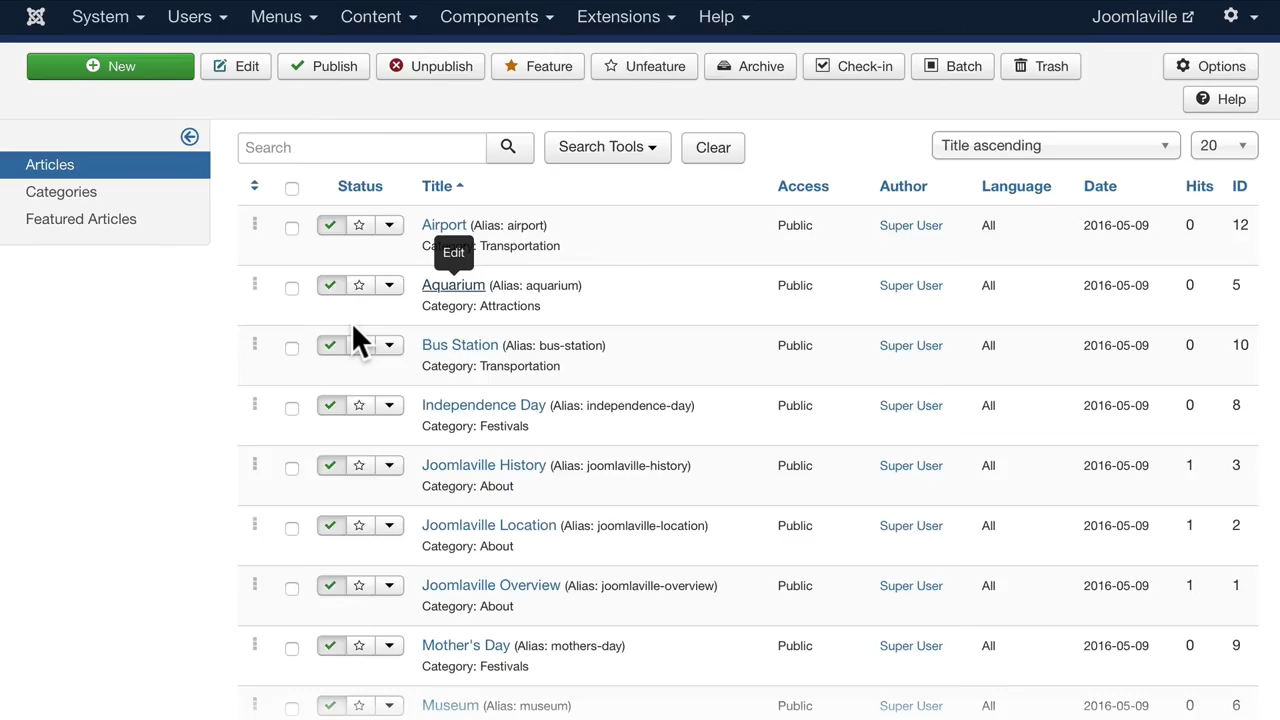 System Users Menus Content Components Extensions Help Joomlaville
New Edit Publish Unpublish Feature Unfeature Archive Check-in Batch Trash Options
Help
Search Search Tools Clear Title ascending 20
Articles
Categories
Featured Articles
Status Title Access Author Language Date Hits ID
Airport (Alias: airport) Public Super User All 2016-05-09 0 12
Category: Transportation
Edit
Aquarium (Alias: aquarium) Public Super User All 2016-05-09 0 5
Category: Attractions
Bus Station (Alias: bus-station) Public Super User All 2016-05-09 0 10
Category: Transportation
Independence Day (Alias: independence-day) Public Super User All 2016-05-09 0 8
Category: Festivals
Joomlaville History (Alias: joomlaville-history) Public Super User All 2016-05-09 1 3
Category: About
Joomlaville Location (Alias: joomlaville-location) Public Super User All 2016-05-09 1 2
Category: About
Joomlaville Overview (Alias: joomlaville-overview) Public Super User All 2016-05-09 1 1
Category: About
Mother's Day (Alias: mothers-day) Public Super User All 2016-05-09 0 9
Category: Festivals
Museum (Alias: museum) Public Super User All 2016-05-09 0 6